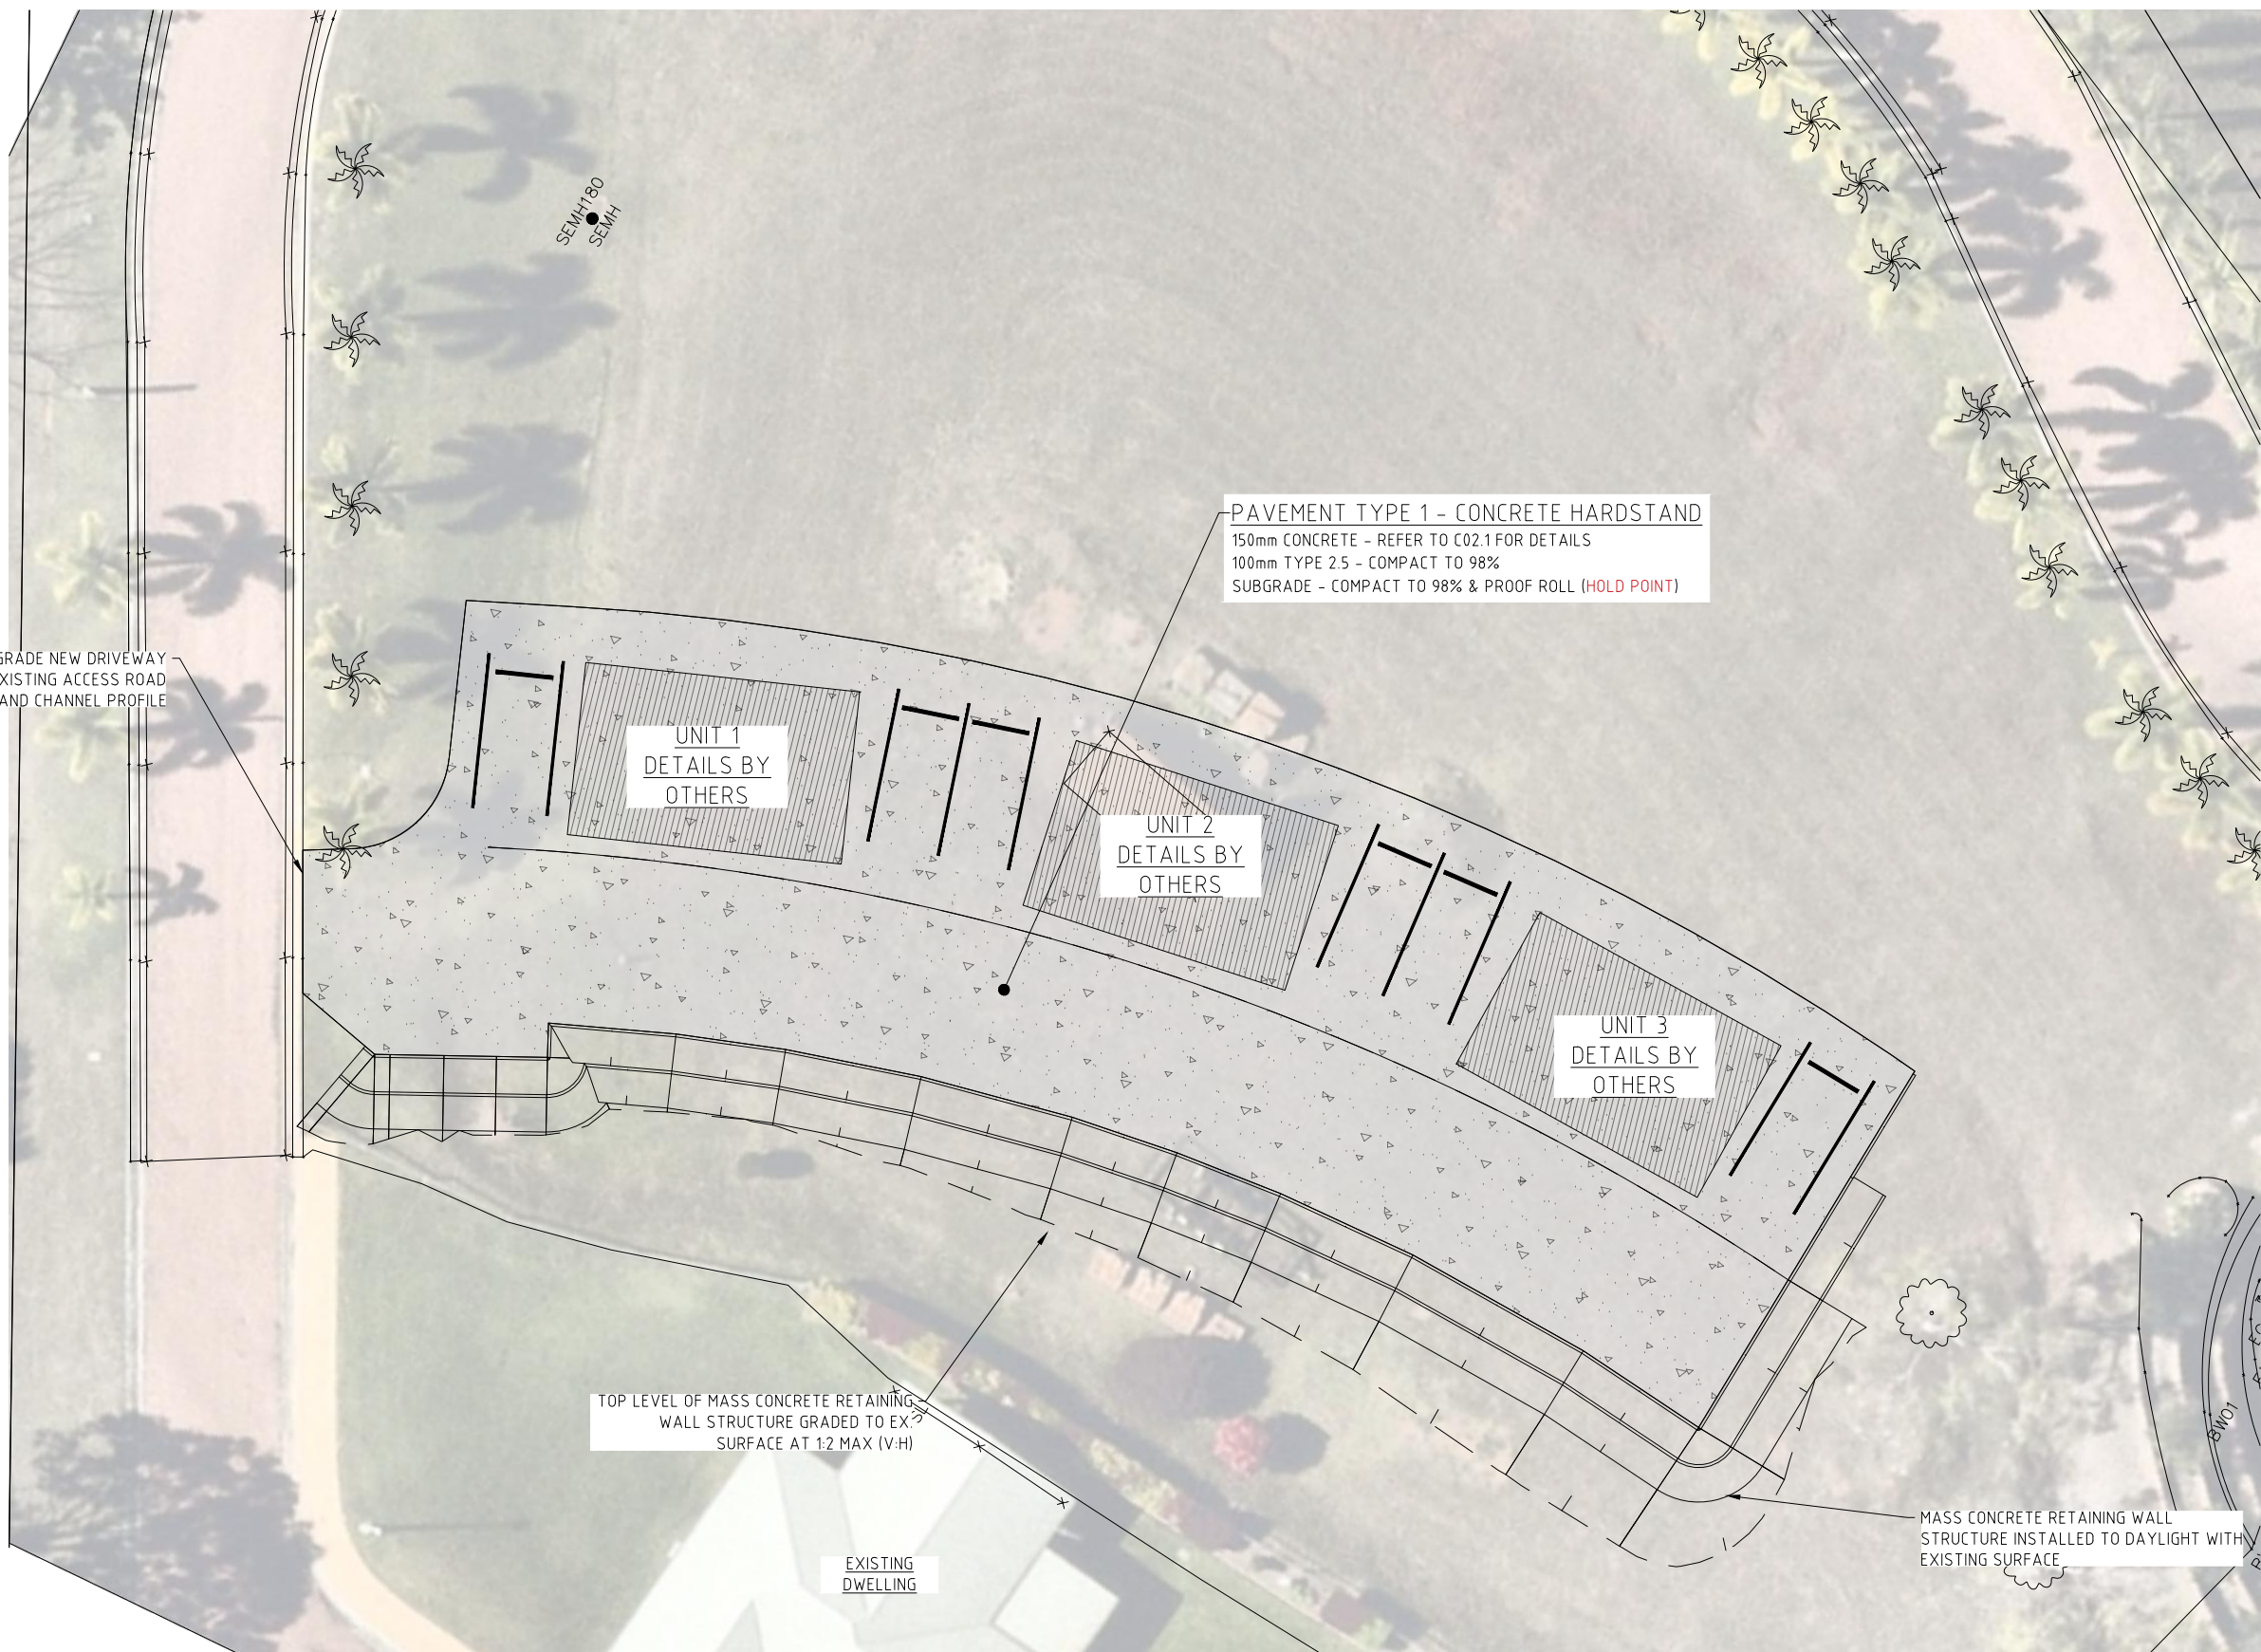 SEMH180
SEMH
PAVEMENT TYPE 1 - CONCRETE HARDSTAND
150mm CONCRETE - REFER TO C02.1 FOR DETAILS
100mm TYPE 2.5 - COMPACT TO 98%
SUBGRADE - COMPACT TO 98% & PROOF ROLL (HOLD POINT)
GRADE NEW DRIVEWAY
EXISTING ACCESS ROAD
AND CHANNEL PROFILE
UNIT 1
DETAILS BY
OTHERS
UNIT 2
DETAILS BY
OTHERS
UNIT 3
DETAILS BY
OTHERS
TOP LEVEL OF MASS CONCRETE RETAINING
WALL STRUCTURE GRADED TO EX.
SURFACE AT 1:2 MAX (V:H)
BW01
MASS CONCRETE RETAINING WALL
STRUCTURE INSTALLED TO DAYLIGHT WITH
EXISTING SURFACE
EXISTING
DWELLING